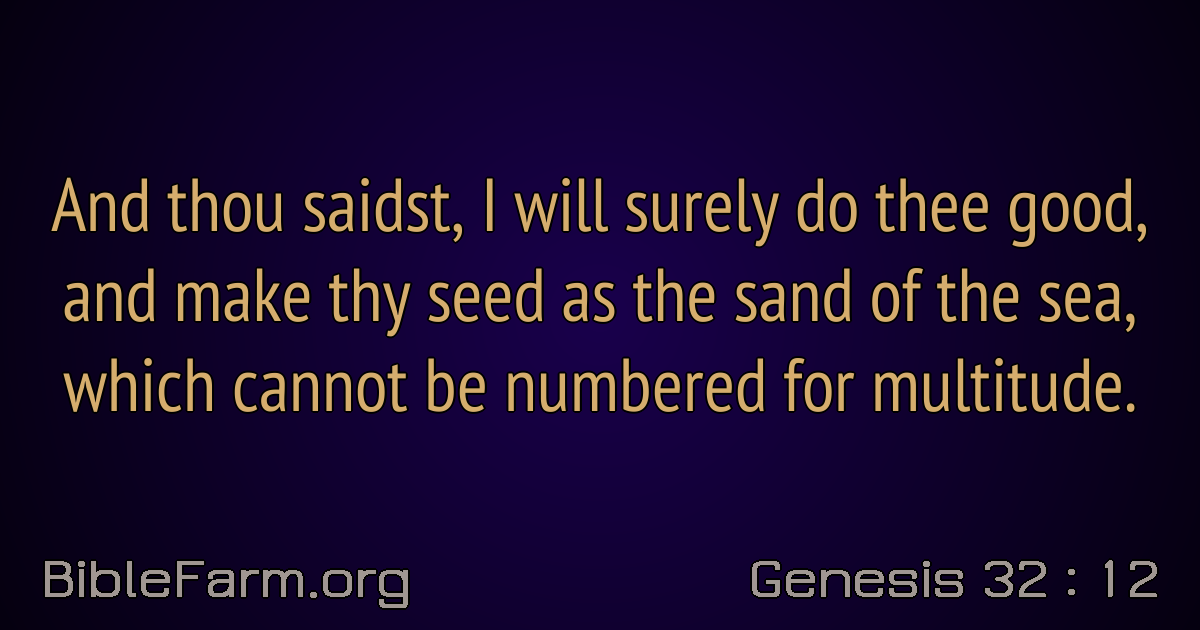 And thou saidst, I will surely do thee good,
and make thy seed as the sand of the sea,
which cannot be numbered for multitude.
BibleFarm.org
Genesis 32 : 12